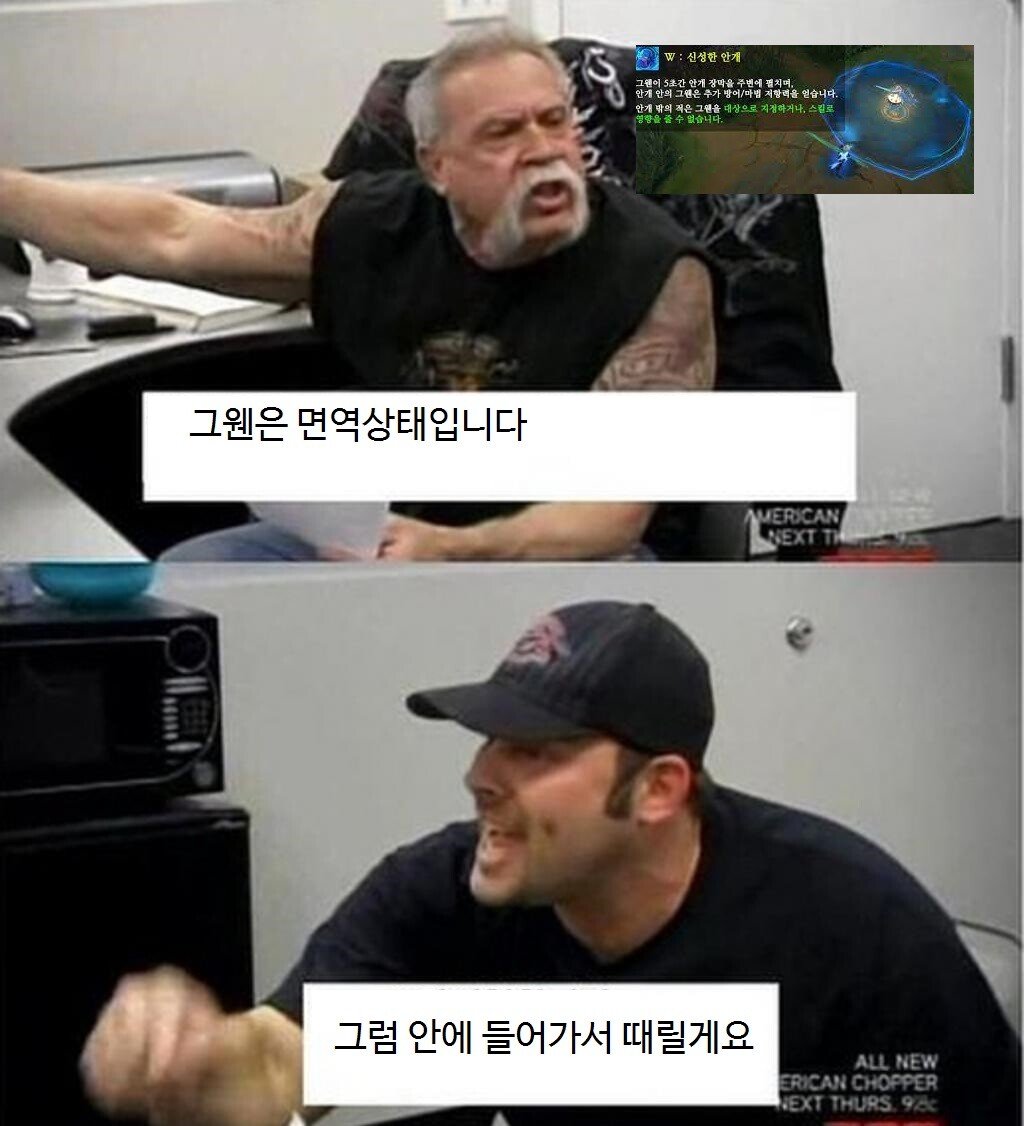 W : 신성한 안개
그웬이 5초간 안개 장막을 주변에 펼치며,
안개 안의 그웬은 추가 방어/마법 저항력을 얻습니다.
안개 밖의 적은 그웬을 대상으로 지정하거나, 스킬로
영향을 줄 수 없습니다.
그웬은 면역상태입니다
AMERICAN
NEXT
그럼 안에 들어가서 때릴게요
ALL NEW
ERICAN CHOPPER
NEXT THURS. 9/8c